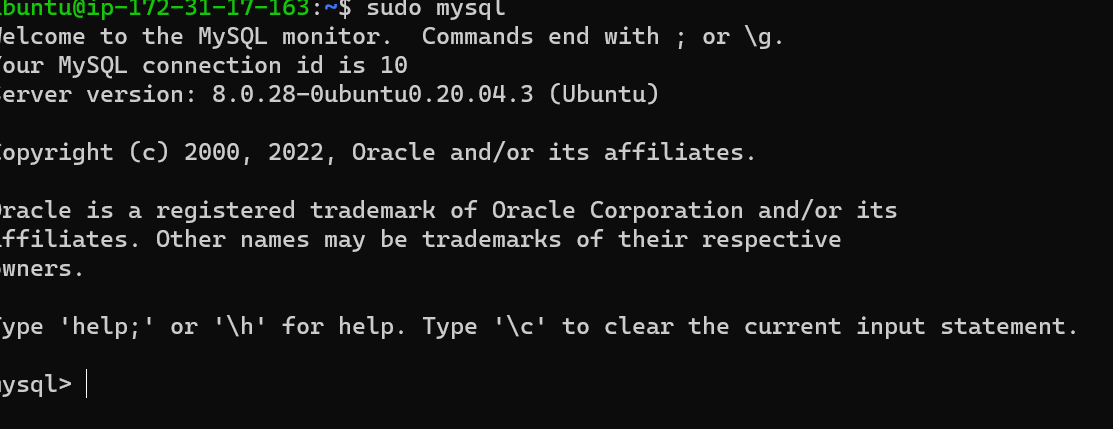 ubuntu@ip-172-31-17-163:~$ sudo mysql
Welcome to the MySQL monitor.  Commands end with ; or \g.
Your MySQL connection id is 10
Server version: 8.0.28-0ubuntu0.20.04.3 (Ubuntu)
Copyright (c) 2000, 2022, Oracle and/or its affiliates.
Oracle is a registered trademark of Oracle Corporation and/or its
affiliates. Other names may be trademarks of their respective
owners.
Type 'help;' or '\h' for help. Type '\c' to clear the current input statement.
mysql>